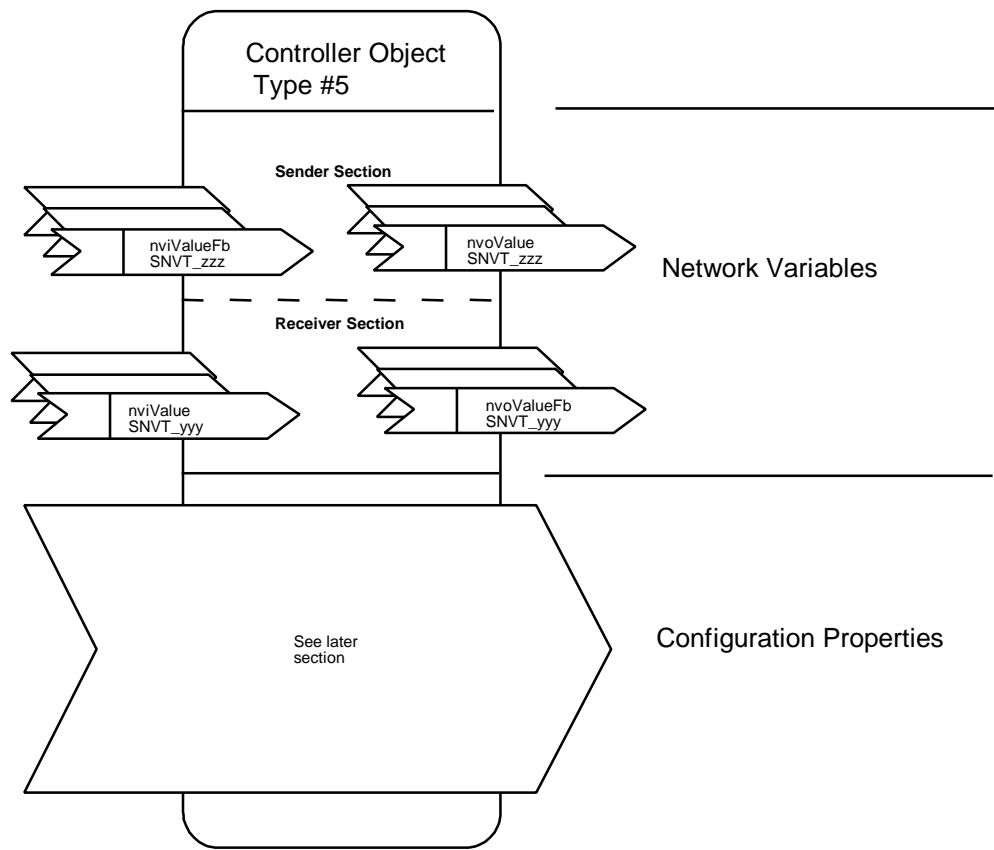 Controller Object
Type #5
Sender Section
nviValueFb
SNVT_zzz
nvoValue
SNVT_zzz
Network Variables
Receiver Section
nviValue
SNVT_yyy
nvoValueFb
SNVT_yyy
See later
section
Configuration Properties